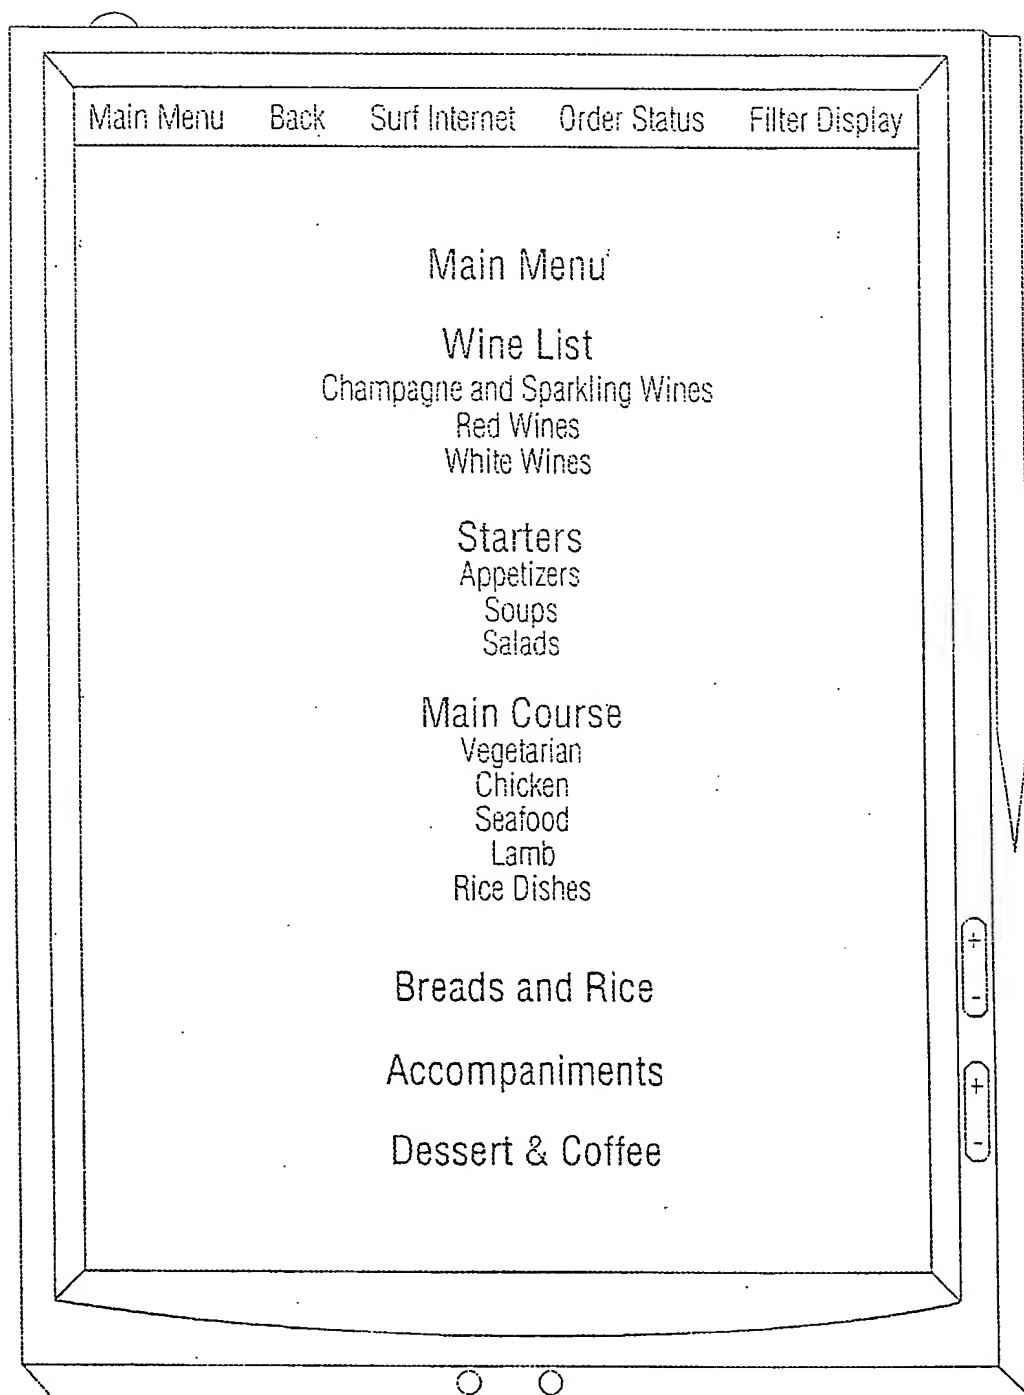 Main Menu Back Surf Internet Order Status Filter Display
Main Menu
Wine List
Champagne and Sparkling Wines
Red Wines
White Wines
Starters
Appetizers
Soups
Salads
Main Course
Vegetarian
Chicken
Seafood
Lamb
Rice Dishes
Breads and Rice
Accompaniments
Dessert & Coffee
+
-
+
-